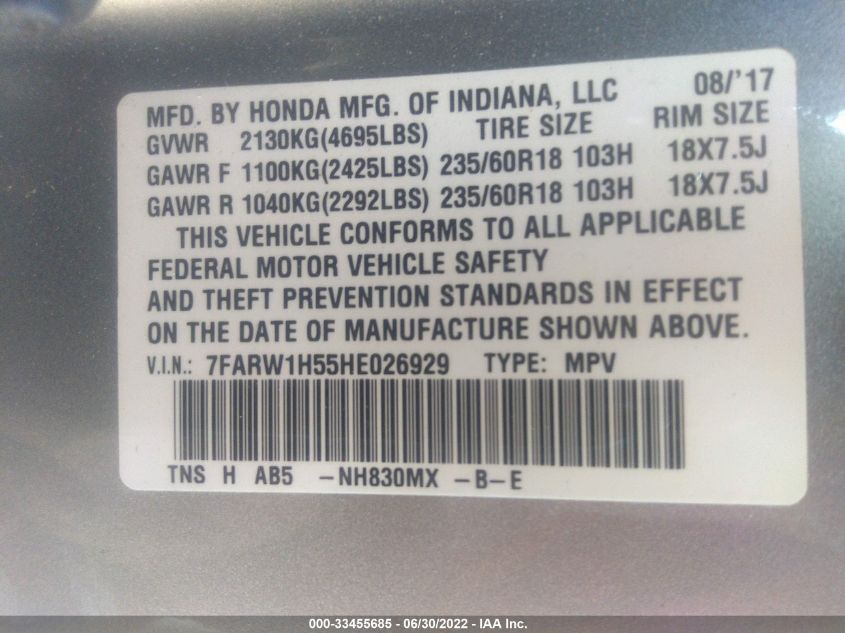 MFD. BY HONDA MFG. OF INDIANA, LLC 08/'17
GVWR 2130KG(4695LBS) TIRE SIZE RIM SIZE
GAWR F 1100KG(2425LBS) 235/60R18 103H 18X7.5J
GAWR R 1040KG(2292LBS) 235/60R18 103H 18X7.5J
THIS VEHICLE CONFORMS TO ALL APPLICABLE
FEDERAL MOTOR VEHICLE SAFETY
AND THEFT PREVENTION STANDARDS IN EFFECT
ON THE DATE OF MANUFACTURE SHOWN ABOVE.
V.I.N.: 7FARW1H55HE026929 TYPE: MPV
TNS H AB5 -NH830MX -B-E
000-33455685 - 06/30/2022 - IAA Inc.